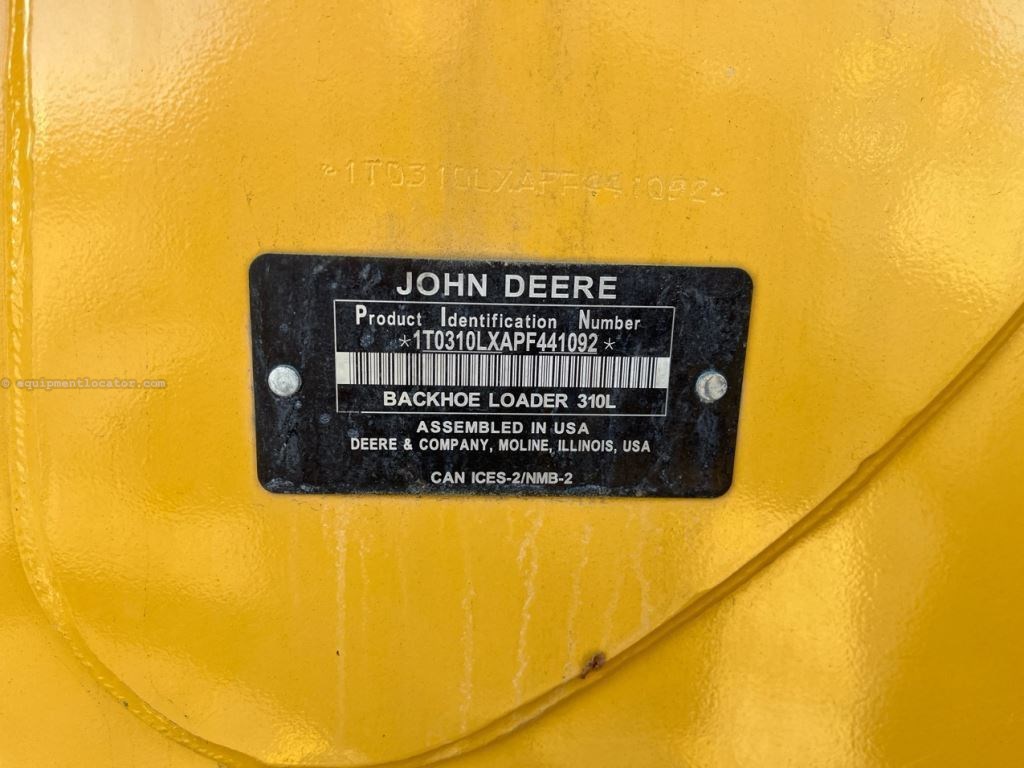 *1T0310LXAPF441092*
JOHN DEERE
Product Identification Number
*1T0310LXAPF441092*
BACKHOE LOADER 310L
ASSEMBLED IN USA
DEERE & COMPANY, MOLINE, ILLINOIS, USA
CAN ICES-2/NMB-2
© equipmentlocator.com